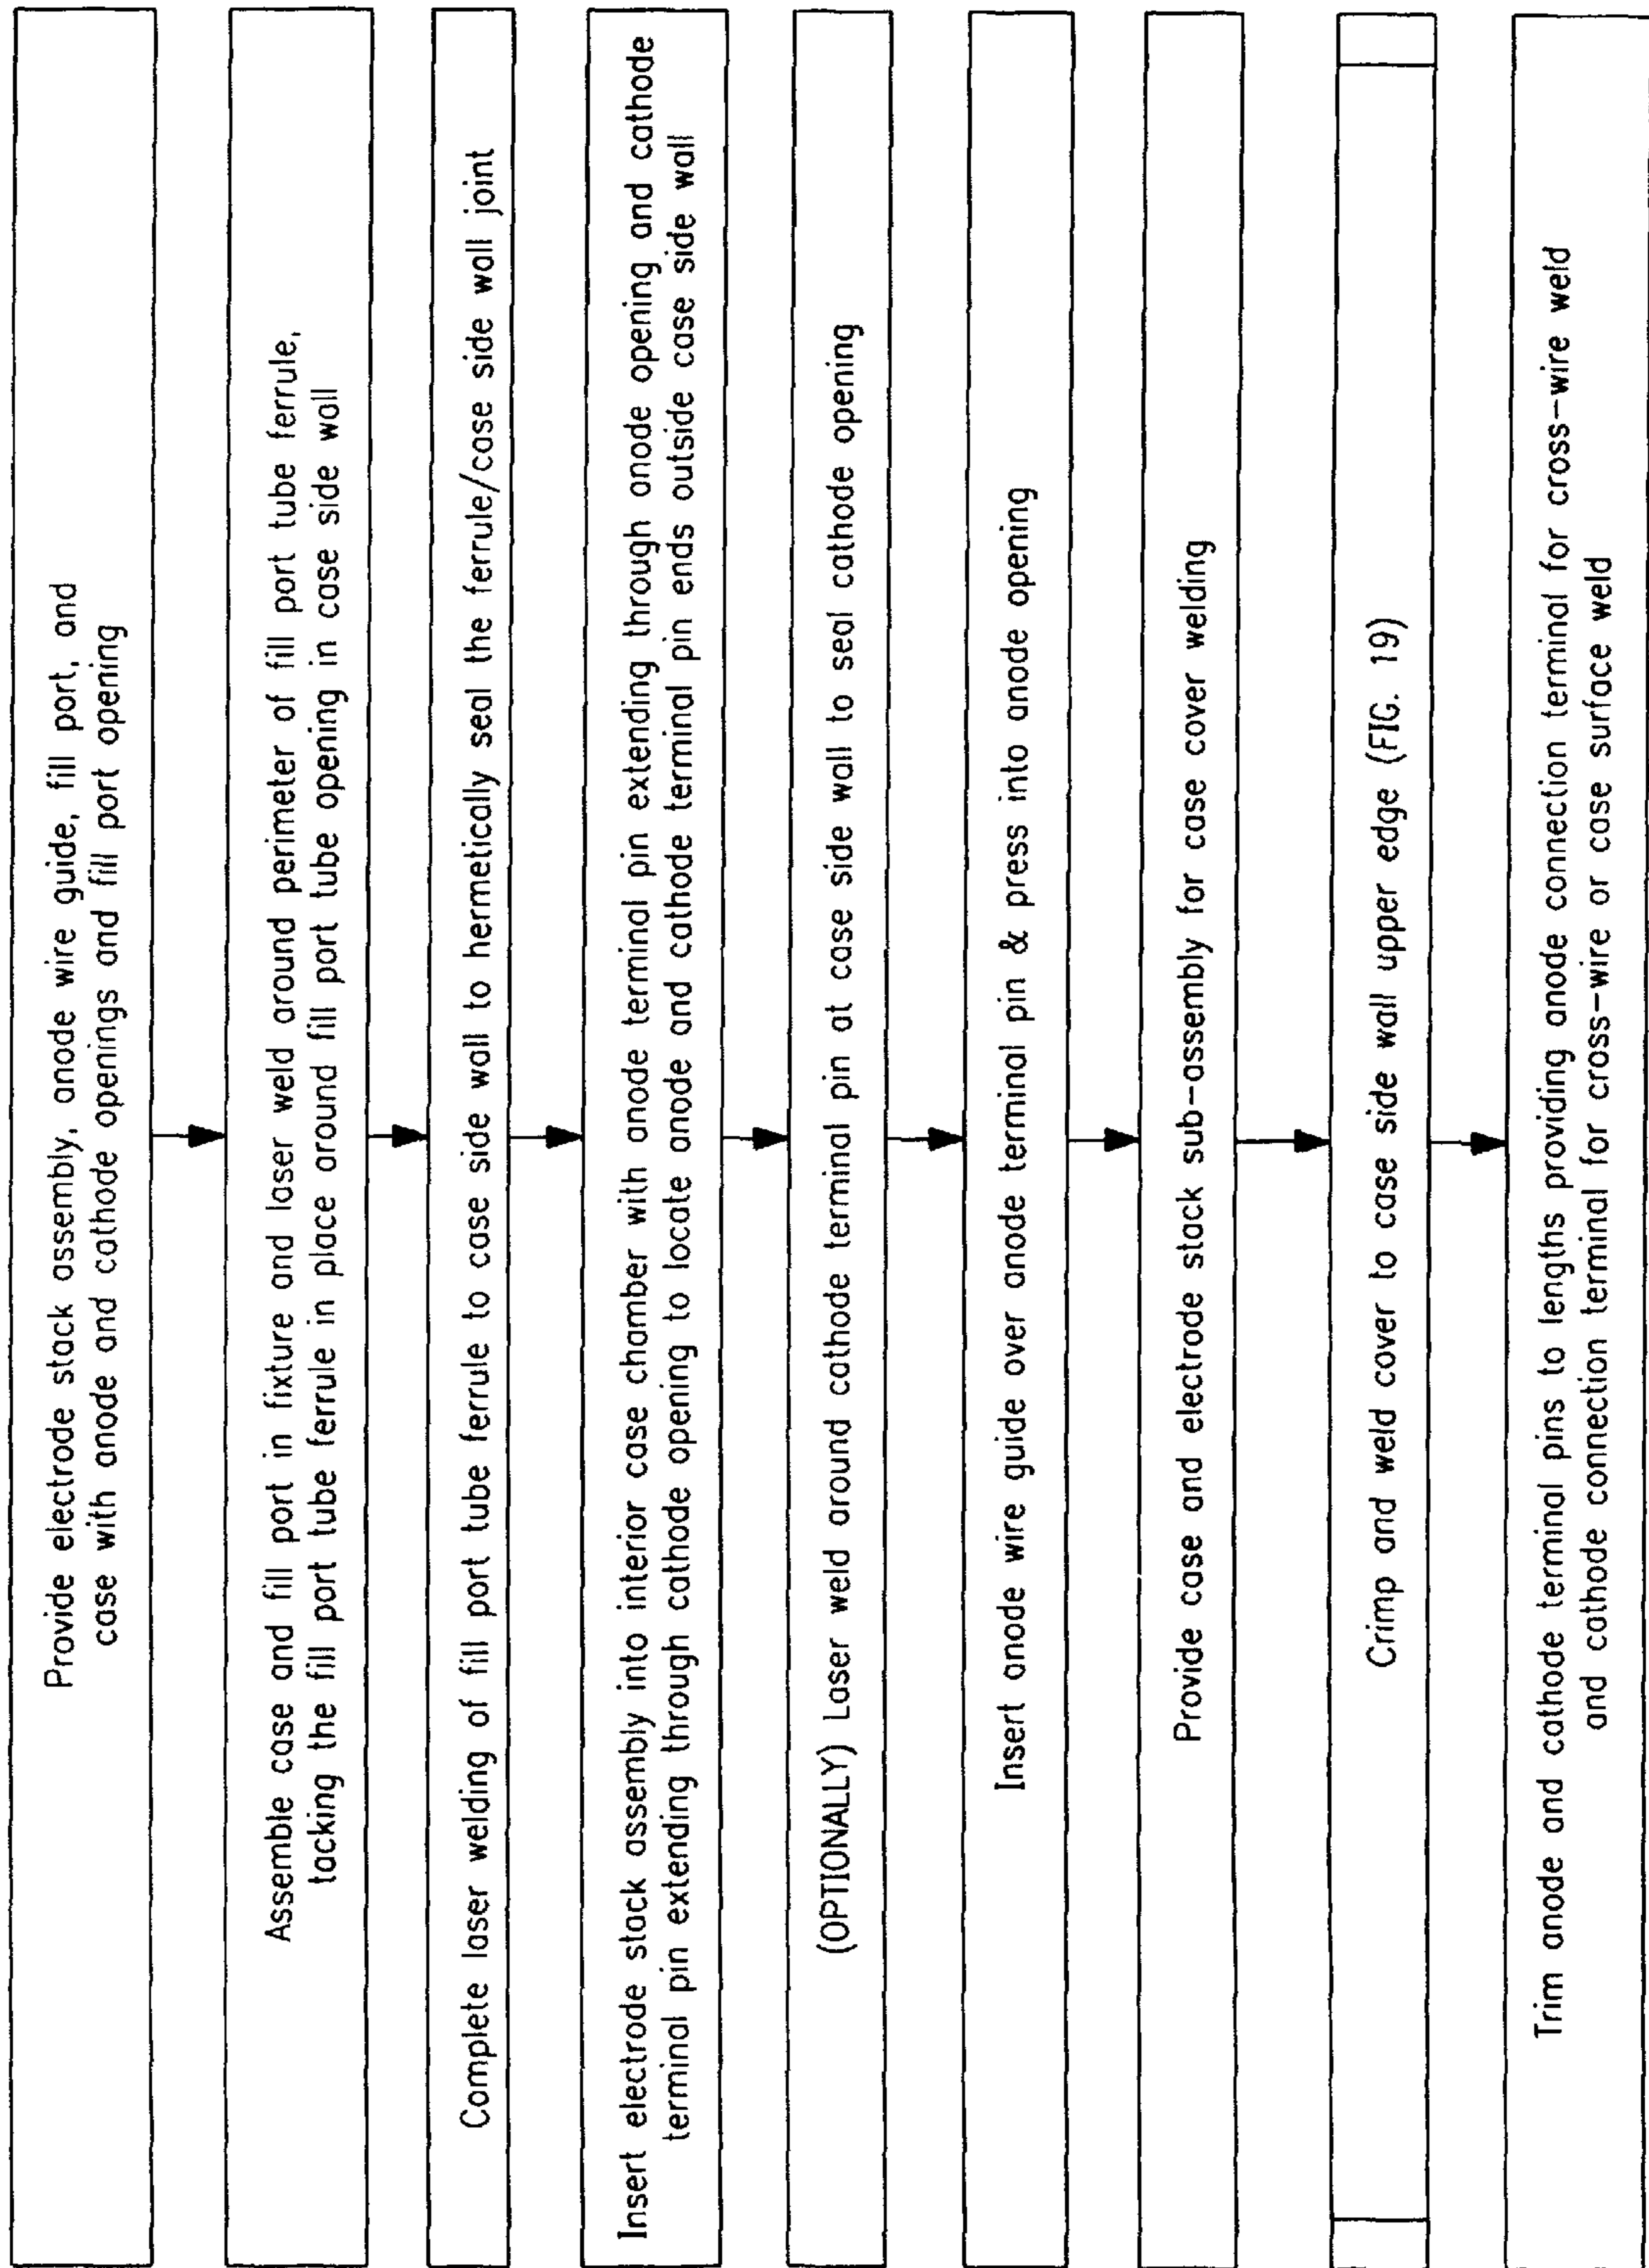 Provide electrode stack assembly, anode wire guide, fill port, and
case with anode and cathode openings and fill port opening
Assemble case and fill port in fixture and laser weld around perimeter of fill port tube ferrule,
tacking the fill port tube ferrule in place around fill port tube opening in case side wall
Complete laser welding of fill port tube ferrule to case side wall to hermetically seal the ferrule/case side wall joint
Insert electrode stack assembly into interior case chamber with anode terminal pin extending through anode opening and cathode
terminal pin extending through cathode opening to locate anode and cathode terminal pin ends outside case side wall
(OPTIONALLY) Laser weld around cathode terminal pin at case side wall to seal cathode opening
Insert anode wire guide over anode terminal pin & press into anode opening
Provide case and electrode stack sub-assembly for case cover welding
Crimp and weld cover to case side wall upper edge (FIG. 19)
Trim anode and cathode terminal pins to lengths providing anode connection terminal for cross-wire weld
and cathode connection terminal for cross-wire or case surface weld